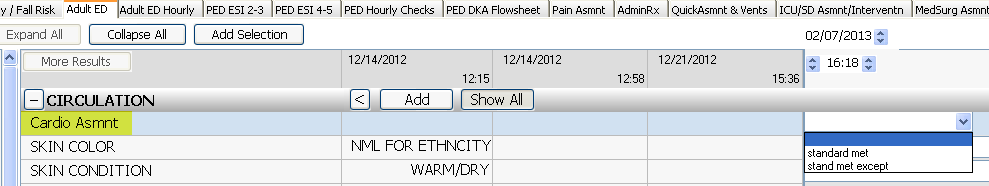 y / Fall Risk Adult ED Adult ED Hourly PED ESI 2-3 PED ESI 4-5 PED Hourly Checks PED DKA Flowsheet Pain Asmnt AdminRx QuickAsmnt & Vents ICU/SD Asmnt/Interventn MedSurg Asmnt
Expand All Collapse All Add Selection 02/07/2013
More Results 12/14/2012 12/14/2012 12/21/2012 16:18
12:15 12:58 15:36
− CIRCULATION < Add Show All
Cardio Asmnt
SKIN COLOR NML FOR ETHNCITY standard met
SKIN CONDITION WARM/DRY stand met except